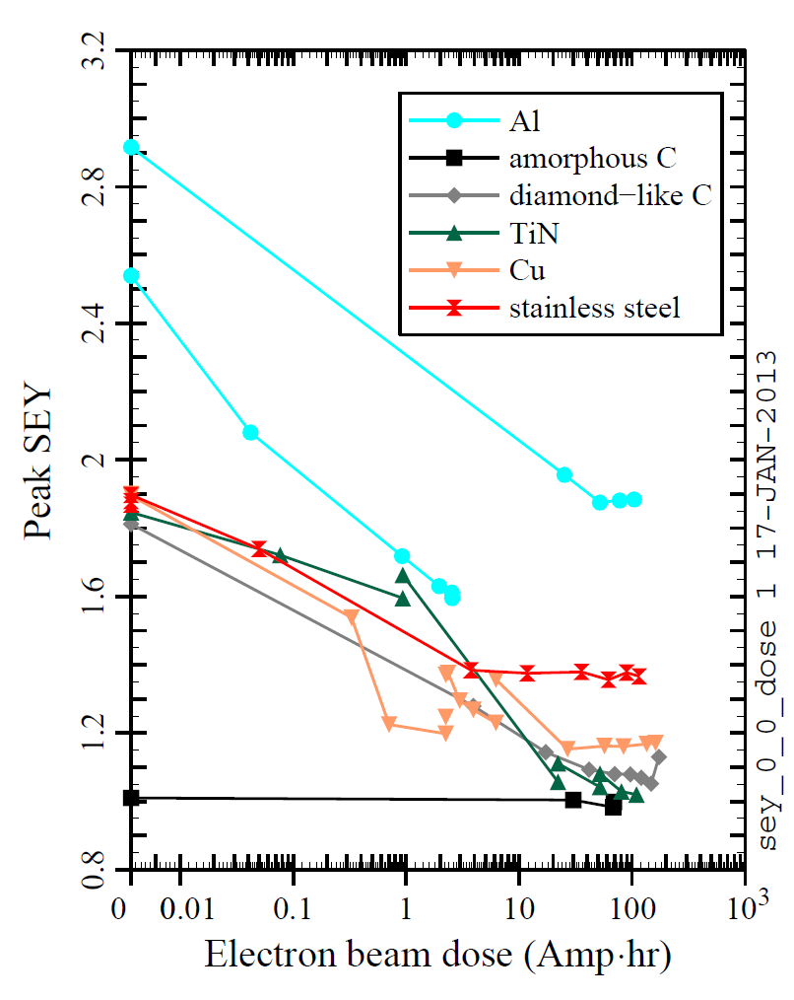 3.2
2.8
2.4
2
1.6
1.2
0.8
Peak SEY
Al
amorphous C
diamond−like C
TiN
Cu
stainless steel
0 0.01 0.1 1 10 100 10³
Electron beam dose (Amp·hr)
sey_0_0_dose 1 17−JAN−2013